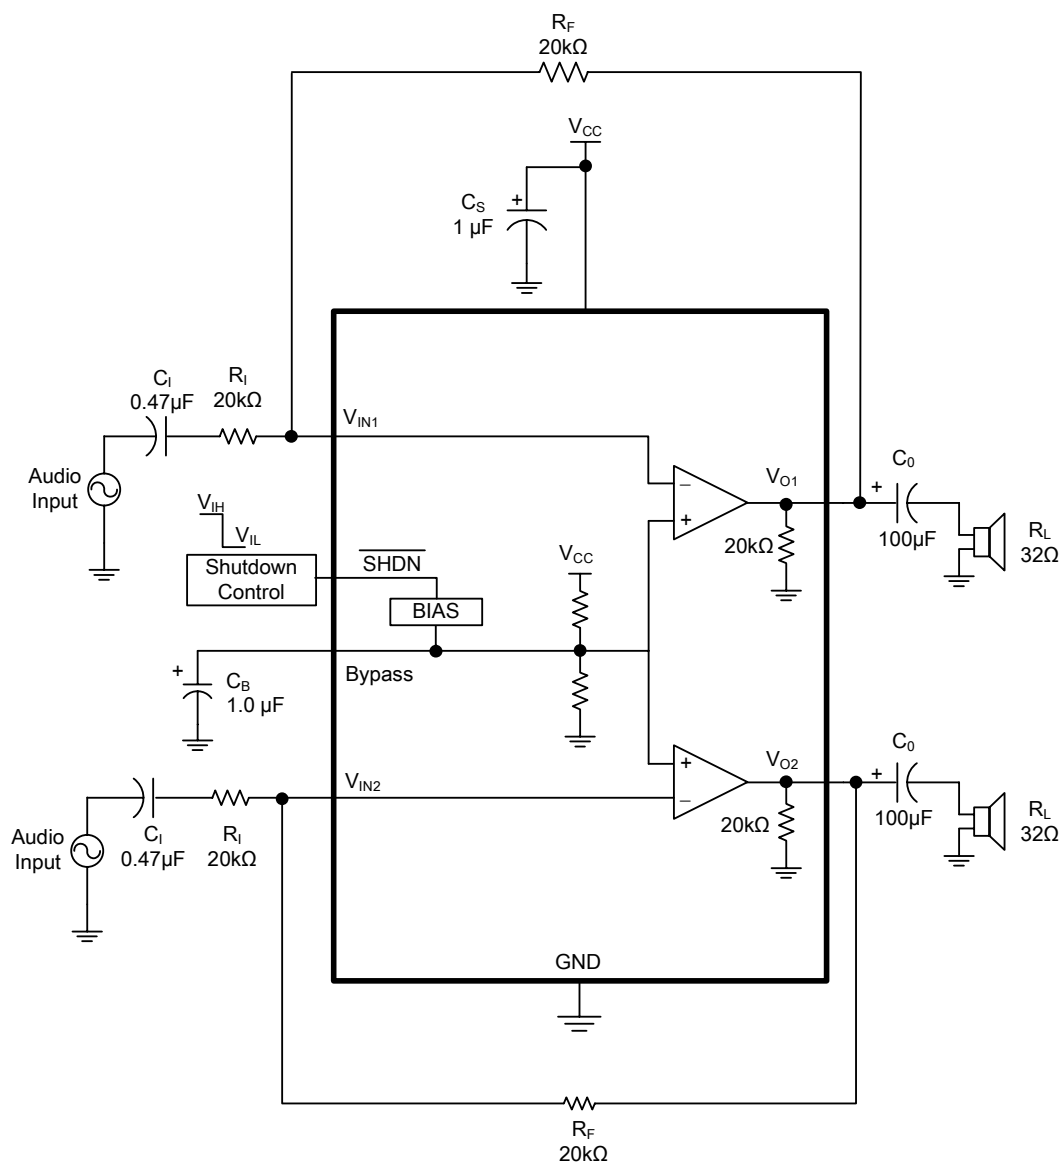 R_F
20kΩ
V_CC
+
C_S
1 µF
C_I
0.47µF
R_I
20kΩ
V_IN1
Audio
Input
−
+
V_O1
20kΩ
+
C_0
100µF
R_L
32Ω
V_IH
V_IL
Shutdown
Control
SHDN
BIAS
V_CC
Bypass
+
C_B
1.0 µF
V_IN2
+
−
V_O2
20kΩ
+
C_0
100µF
R_L
32Ω
Audio
Input
C_I
0.47µF
R_I
20kΩ
GND
R_F
20kΩ